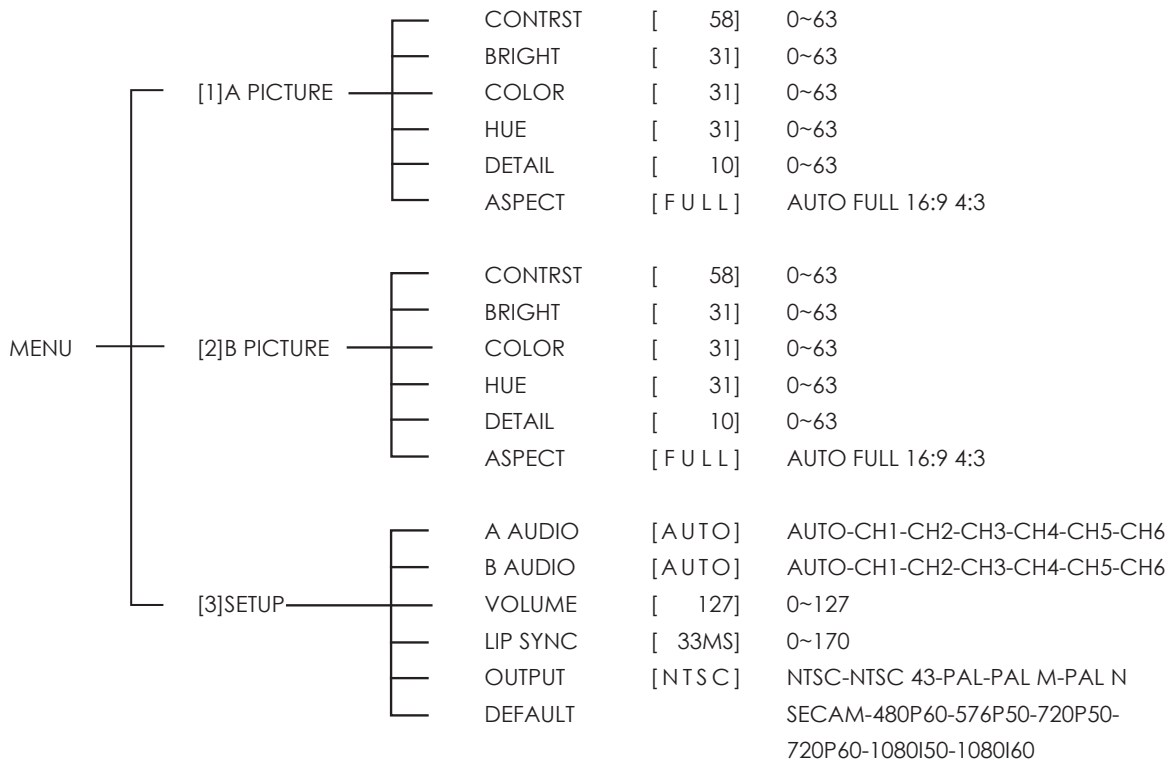 CONTRST [ 58] 0~63
BRIGHT [ 31] 0~63
[1]A PICTURE COLOR [ 31] 0~63
HUE [ 31] 0~63
DETAIL [ 10] 0~63
ASPECT [FULL] AUTO FULL 16:9 4:3
CONTRST [ 58] 0~63
BRIGHT [ 31] 0~63
MENU [2]B PICTURE COLOR [ 31] 0~63
HUE [ 31] 0~63
DETAIL [ 10] 0~63
ASPECT [FULL] AUTO FULL 16:9 4:3
A AUDIO [AUTO] AUTO-CH1-CH2-CH3-CH4-CH5-CH6
B AUDIO [AUTO] AUTO-CH1-CH2-CH3-CH4-CH5-CH6
[3]SETUP VOLUME [ 127] 0~127
LIP SYNC [ 33MS] 0~170
OUTPUT [NTSC] NTSC-NTSC 43-PAL-PAL M-PAL N
DEFAULT SECAM-480P60-576P50-720P50-
720P60-1080I50-1080I60